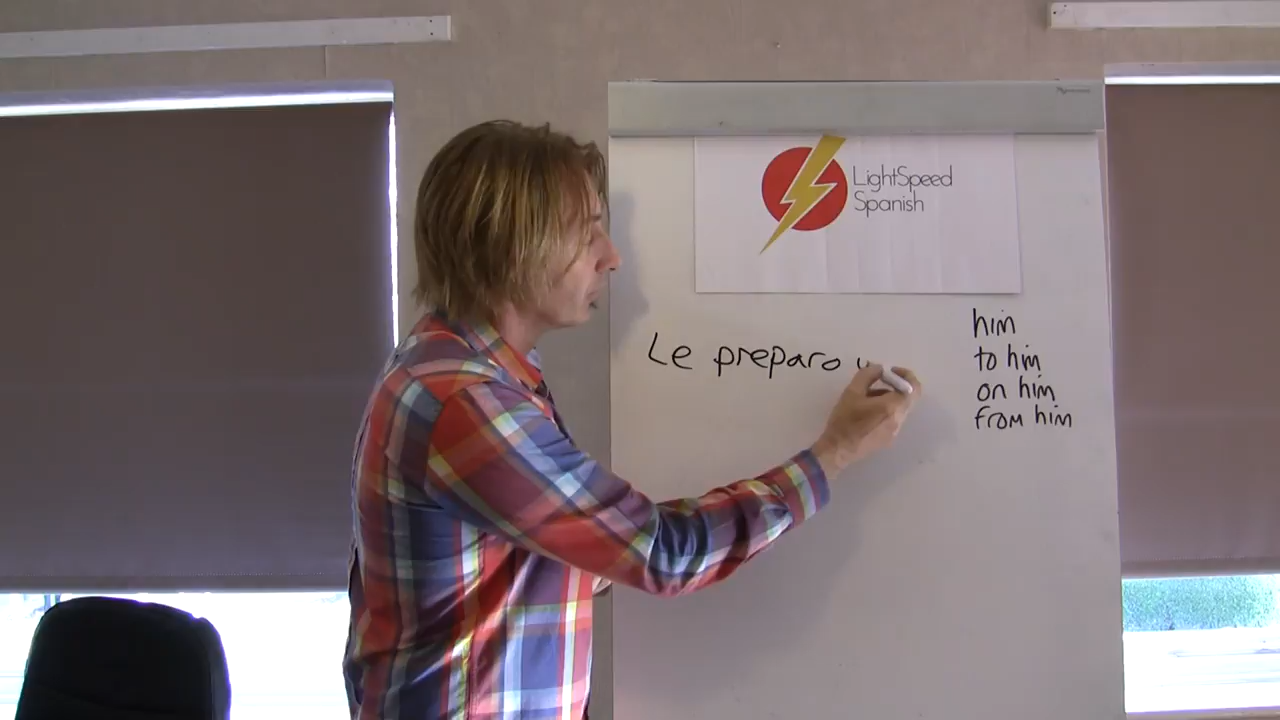 LightSpeed
Spanish
Le preparo
him
to him
on him
from him